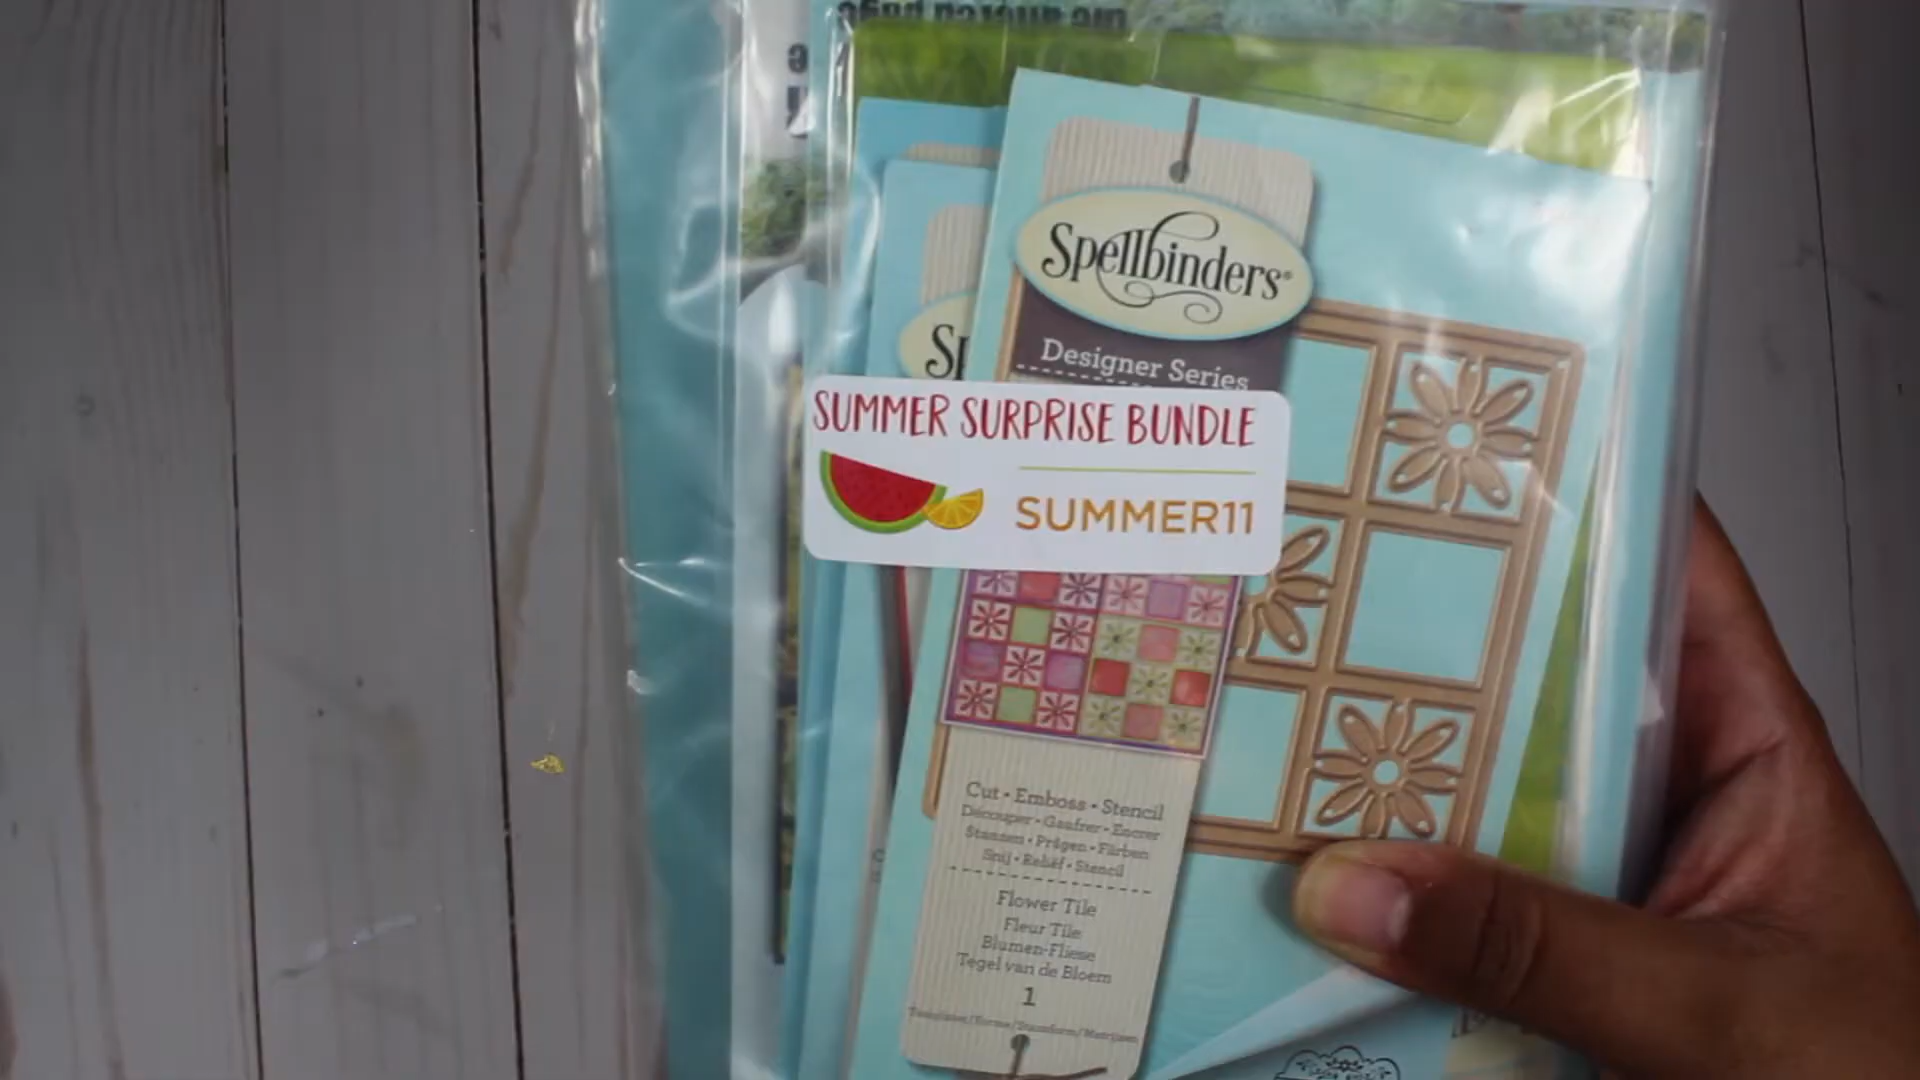 Spellbinders®
Designer Series
Sp
SUMMER SURPRISE BUNDLE
SUMMER11
Cut • Emboss • Stencil
Découper • Gaufrer • Encrer
Stanzen • Prägen • Färben
Snij • Reliëf • Stencil
Flower Tile
Fleur Tile
Blumen-Fliese
Tegel van de Bloem
1